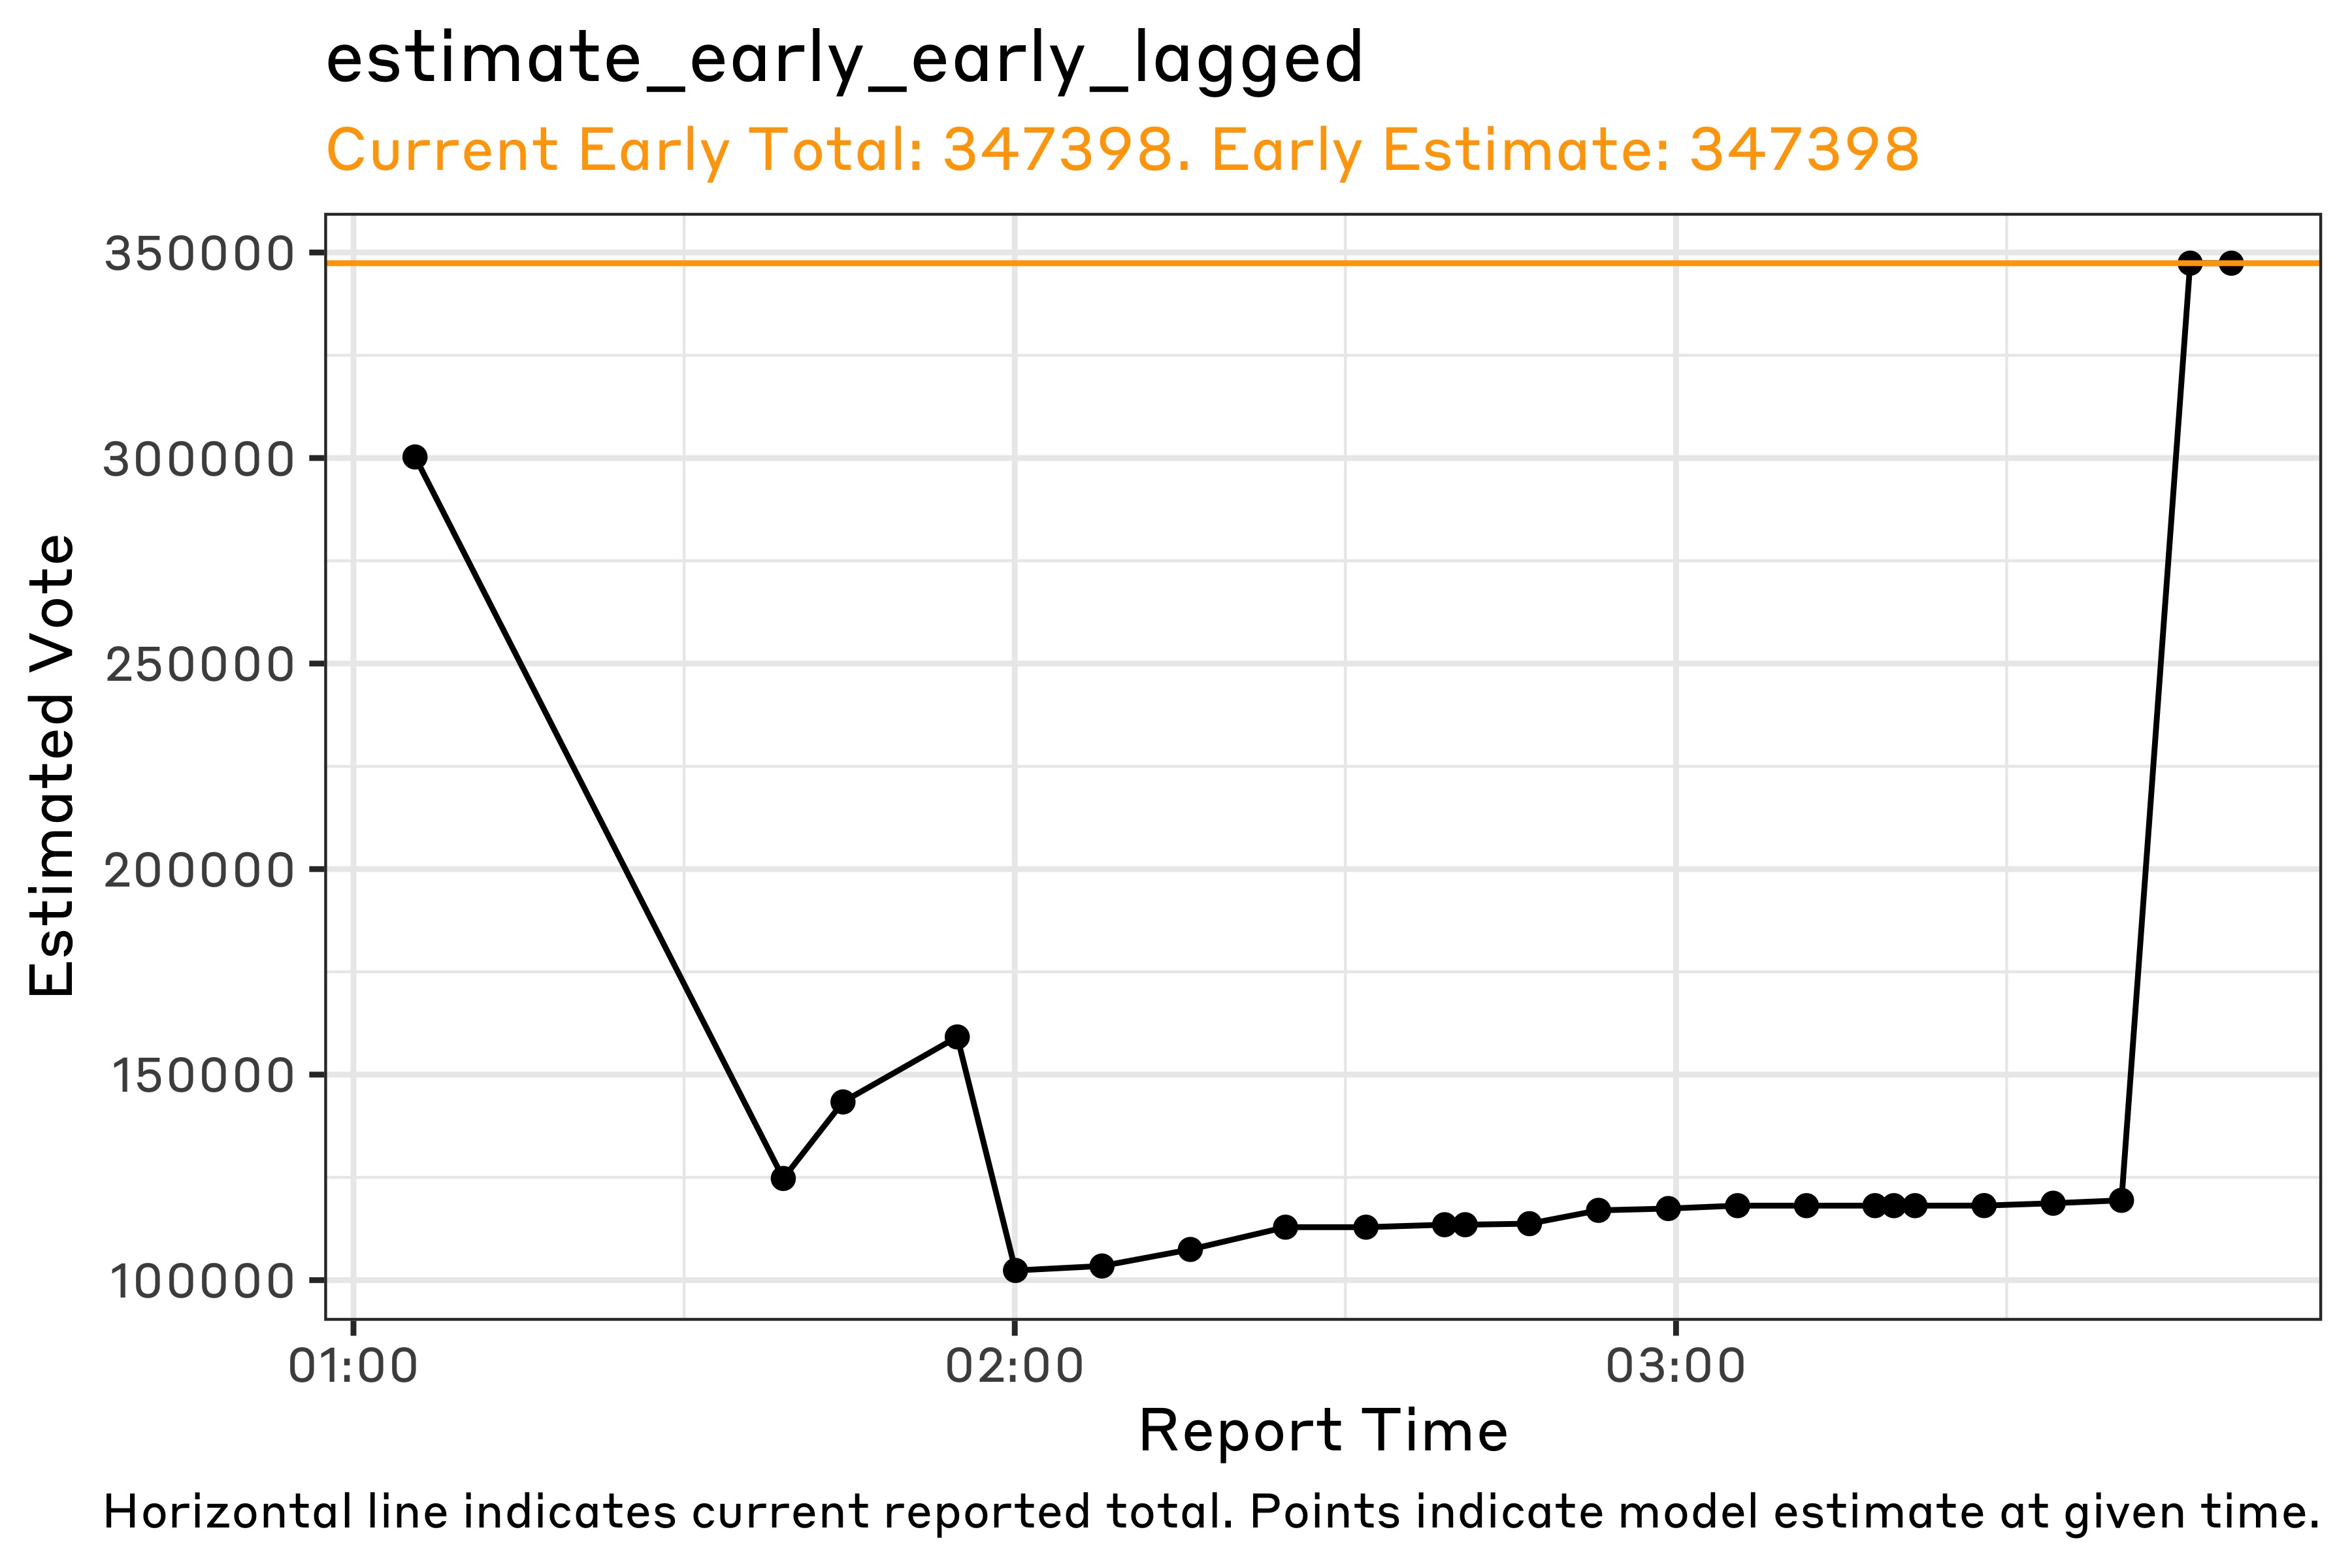 estimate_early_early_lagged
Current Early Total: 347398. Early Estimate: 347398
Estimated Vote
350000
300000
250000
200000
150000
100000
01:00
02:00
03:00
Report Time
Horizontal line indicates current reported total. Points indicate model estimate at given time.